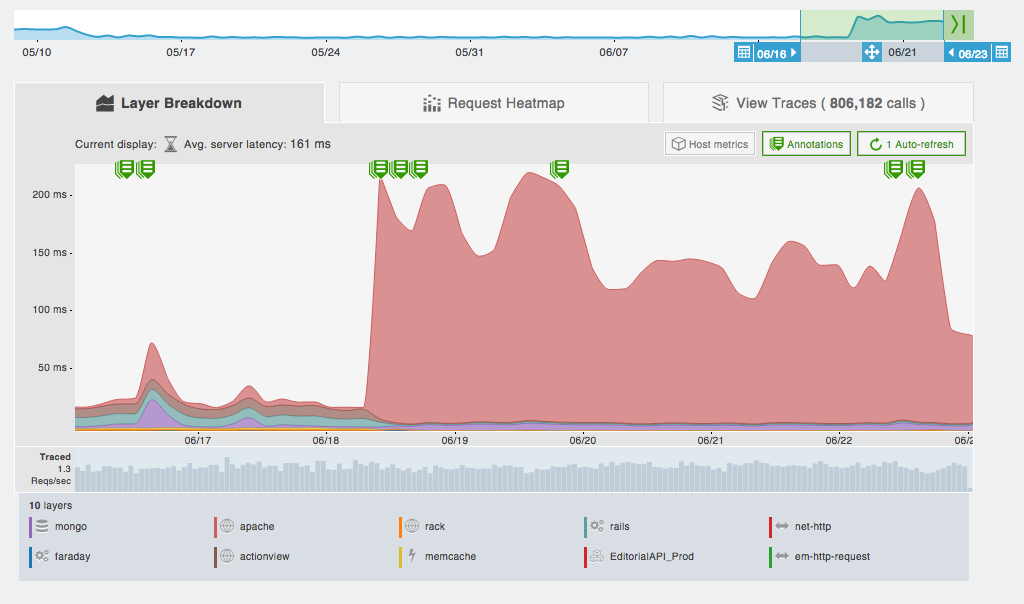 05/10 05/17 05/24 05/31 06/07 06/16 06/21 06/23
Layer Breakdown Request Heatmap View Traces ( 806,182 calls )
Current display: Avg. server latency: 161 ms Host metrics Annotations 1 Auto-refresh
200 ms
150 ms
100 ms
50 ms
06/17 06/18 06/19 06/20 06/21 06/22 06/2
Traced
1.3
Reqs/sec
10 layers
mongo apache rack rails net-http
faraday actionview memcache EditorialAPI_Prod em-http-request